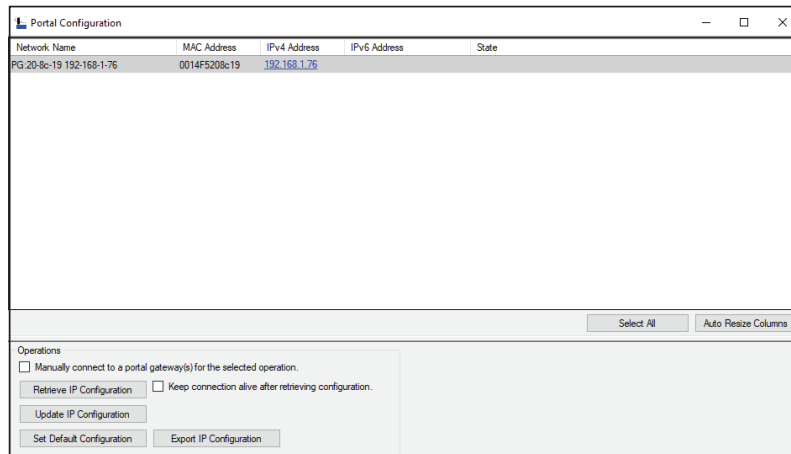 Portal Configuration
Network Name MAC Address IPv4 Address IPv6 Address State
PG:20-8c-19 192-168-1-76 0014F5208c19 192.168.1.76
Select All Auto Resize Columns
Operations
Manually connect to a portal gateway(s) for the selected operation.
Retrieve IP Configuration Keep connection alive after retrieving configuration.
Update IP Configuration
Set Default Configuration Export IP Configuration